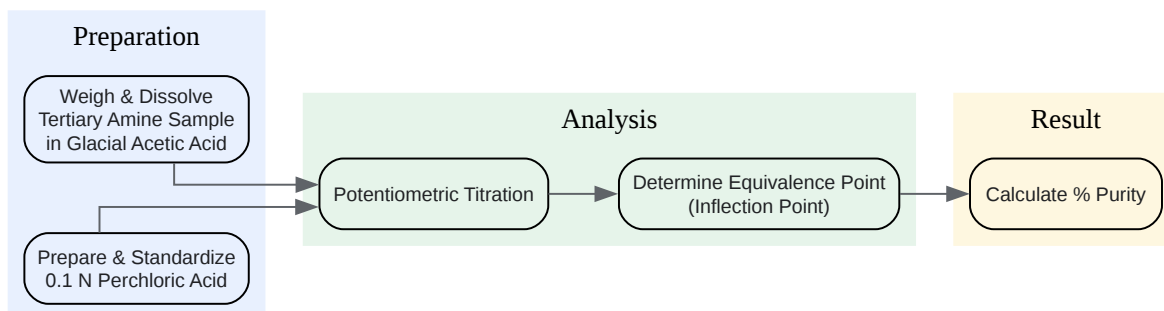 Preparation
Weigh & Dissolve
Tertiary Amine Sample
in Glacial Acetic Acid
Prepare & Standardize
0.1 N Perchloric Acid
Analysis
Potentiometric Titration
Determine Equivalence Point
(Inflection Point)
Result
Calculate % Purity